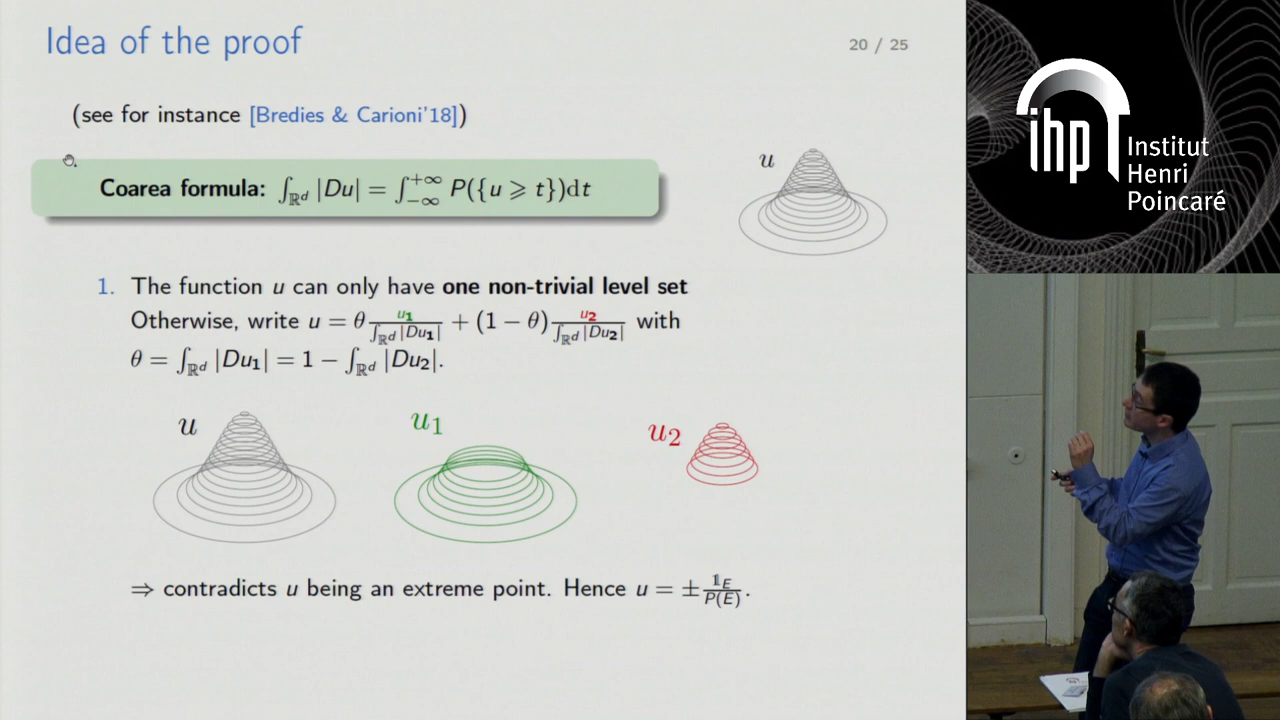 Idea of the proof
20 / 25
(see for instance [Bredies & Carioni'18])
Coarea formula: ∫_{ℝ^d} |Du| = ∫_{−∞}^{+∞} P({u ⩾ t})dt
u
1. The function u can only have one non-trivial level set
Otherwise, write u = θ u₁/∫_{ℝ^d}|Du₁| + (1 − θ) u₂/∫_{ℝ^d}|Du₂| with
θ = ∫_{ℝ^d} |Du₁| = 1 − ∫_{ℝ^d} |Du₂|.
u
u₁
u₂
⇒ contradicts u being an extreme point. Hence u = ± 𝟙_E/P(E).
ihp
Institut
Henri
Poincaré